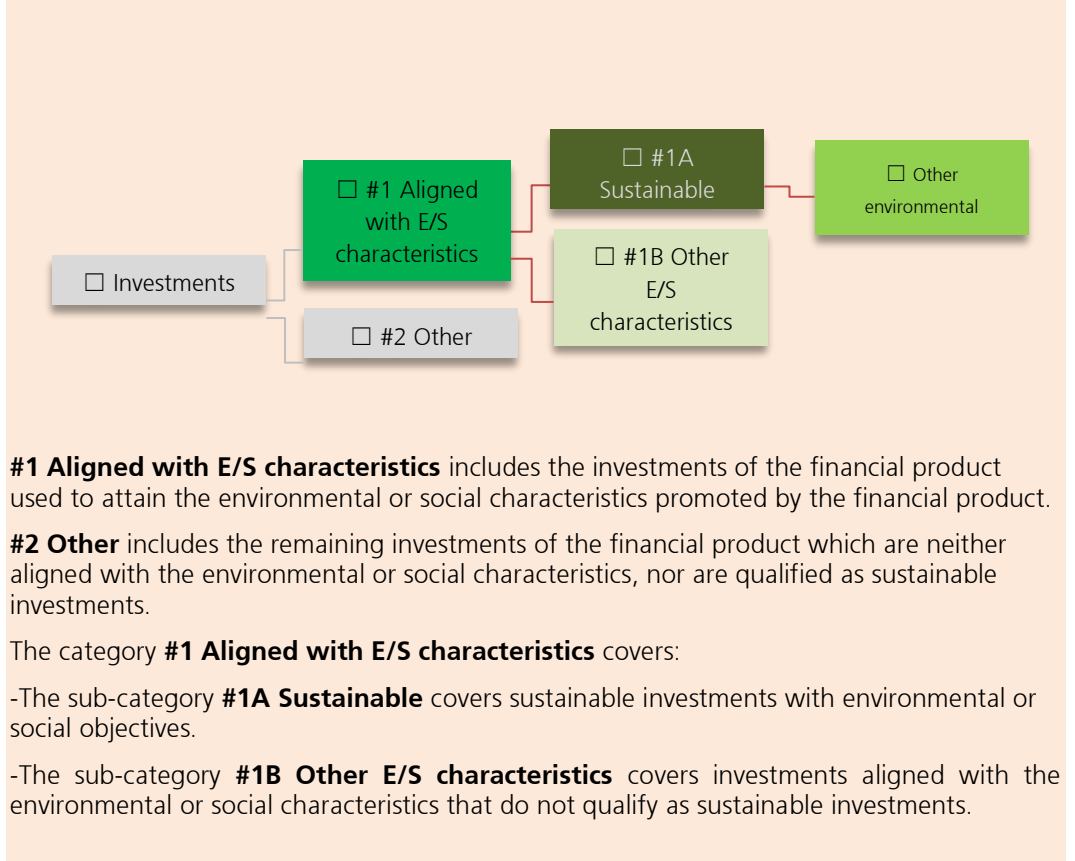 ☐ #1A
Sustainable
☐ Other
environmental
☐ #1 Aligned
with E/S
characteristics
☐ #1B Other
E/S
characteristics
☐ Investments
☐ #2 Other
#1 Aligned with E/S characteristics includes the investments of the financial product
used to attain the environmental or social characteristics promoted by the financial product.
#2 Other includes the remaining investments of the financial product which are neither
aligned with the environmental or social characteristics, nor are qualified as sustainable
investments.
The category #1 Aligned with E/S characteristics covers:
-The sub-category #1A Sustainable covers sustainable investments with environmental or
social objectives.
-The sub-category #1B Other E/S characteristics covers investments aligned with the
environmental or social characteristics that do not qualify as sustainable investments.